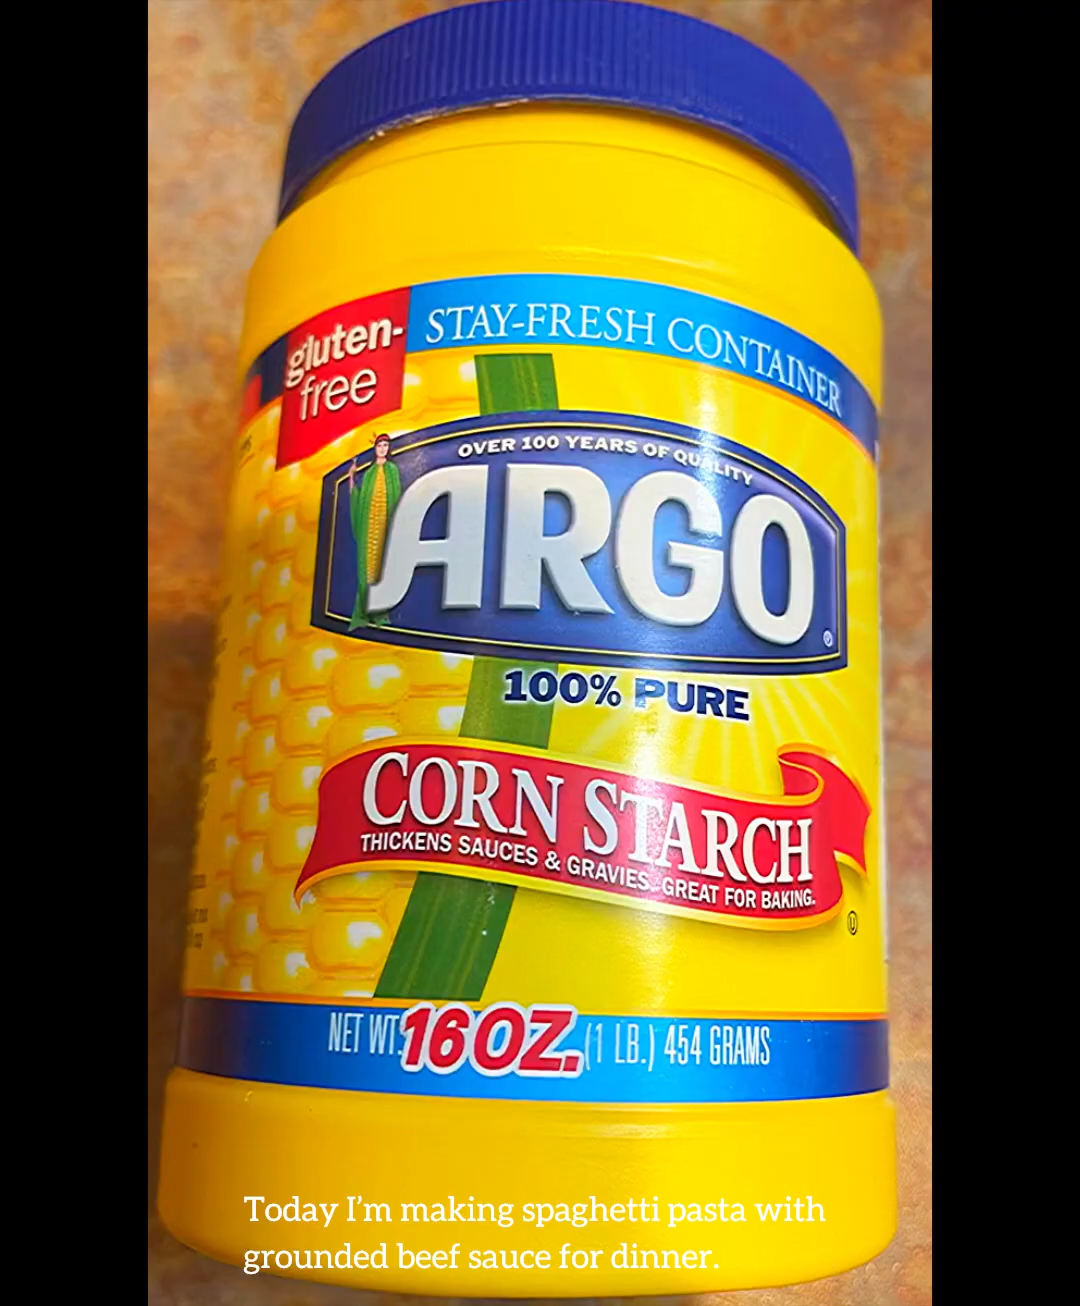 gluten-
free
STAY-FRESH CONTAINER
OVER 100 YEARS OF QUALITY
ARGO
®
100% PURE
CORN STARCH
THICKENS SAUCES & GRAVIES. GREAT FOR BAKING.
U
NET WT. 16 OZ. (1 LB.) 454 GRAMS
Today I'm making spaghetti pasta with
grounded beef sauce for dinner.